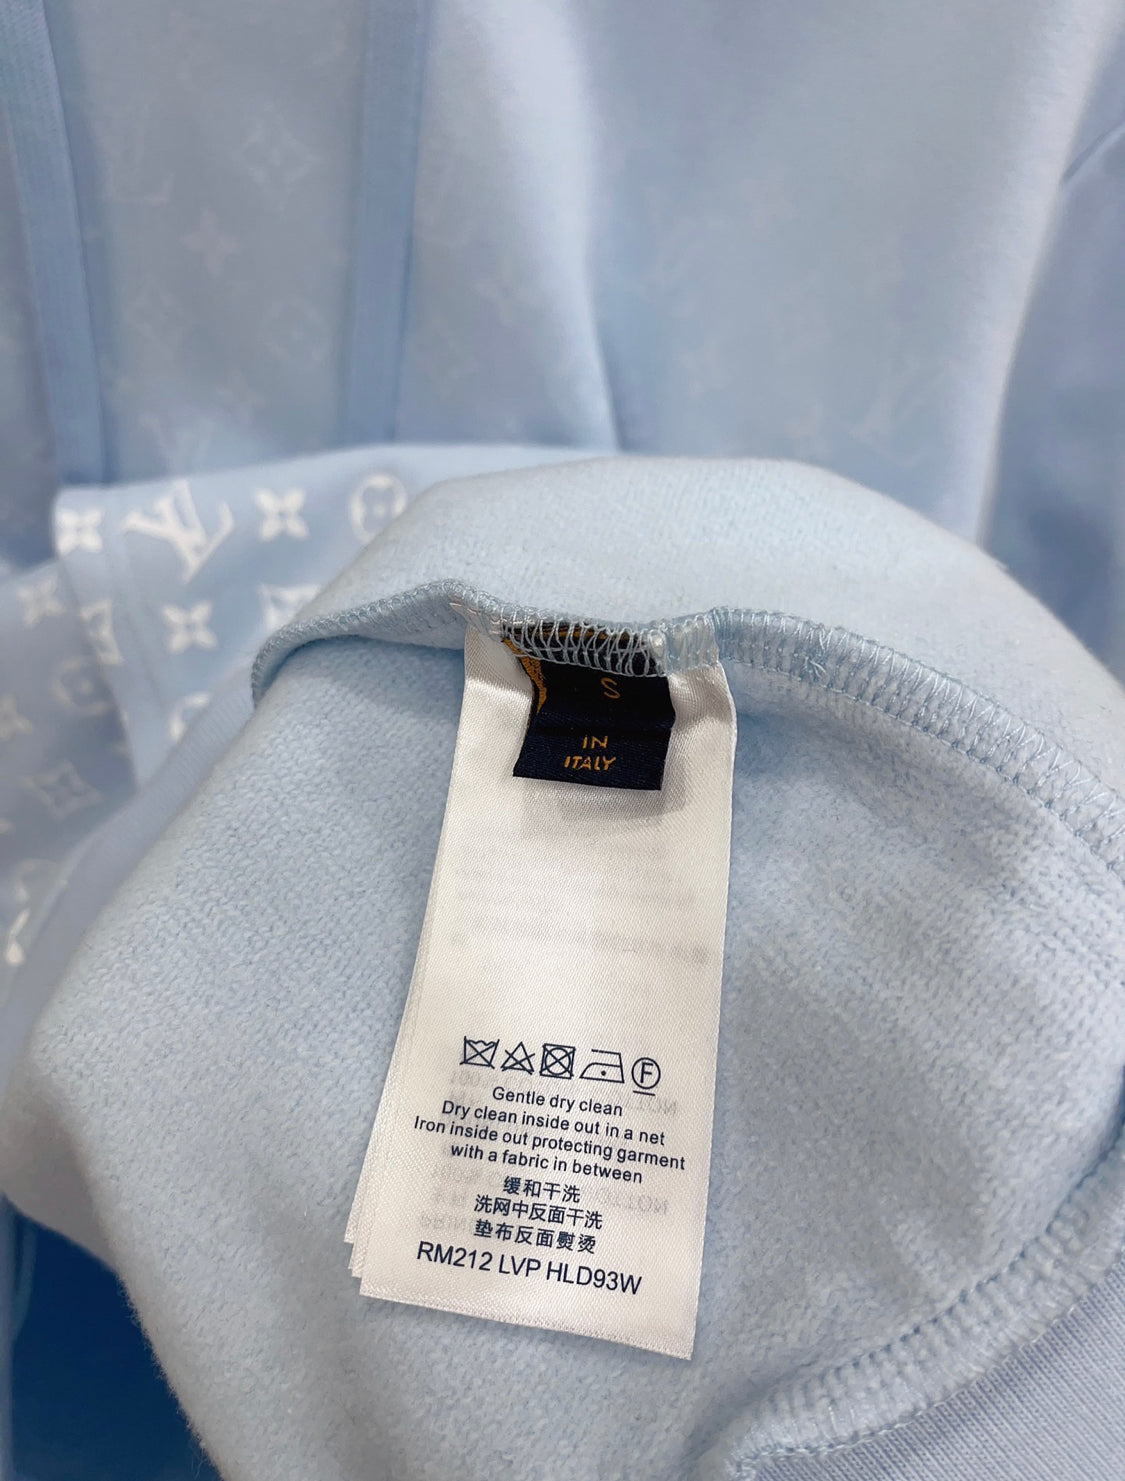 S
IN
ITALY
F
Gentle dry clean
Dry clean inside out in a net
Iron inside out protecting garment
with a fabric in between
缓和干洗
洗网中反面干洗
垫布反面熨烫
RM212 LVP HLD93W